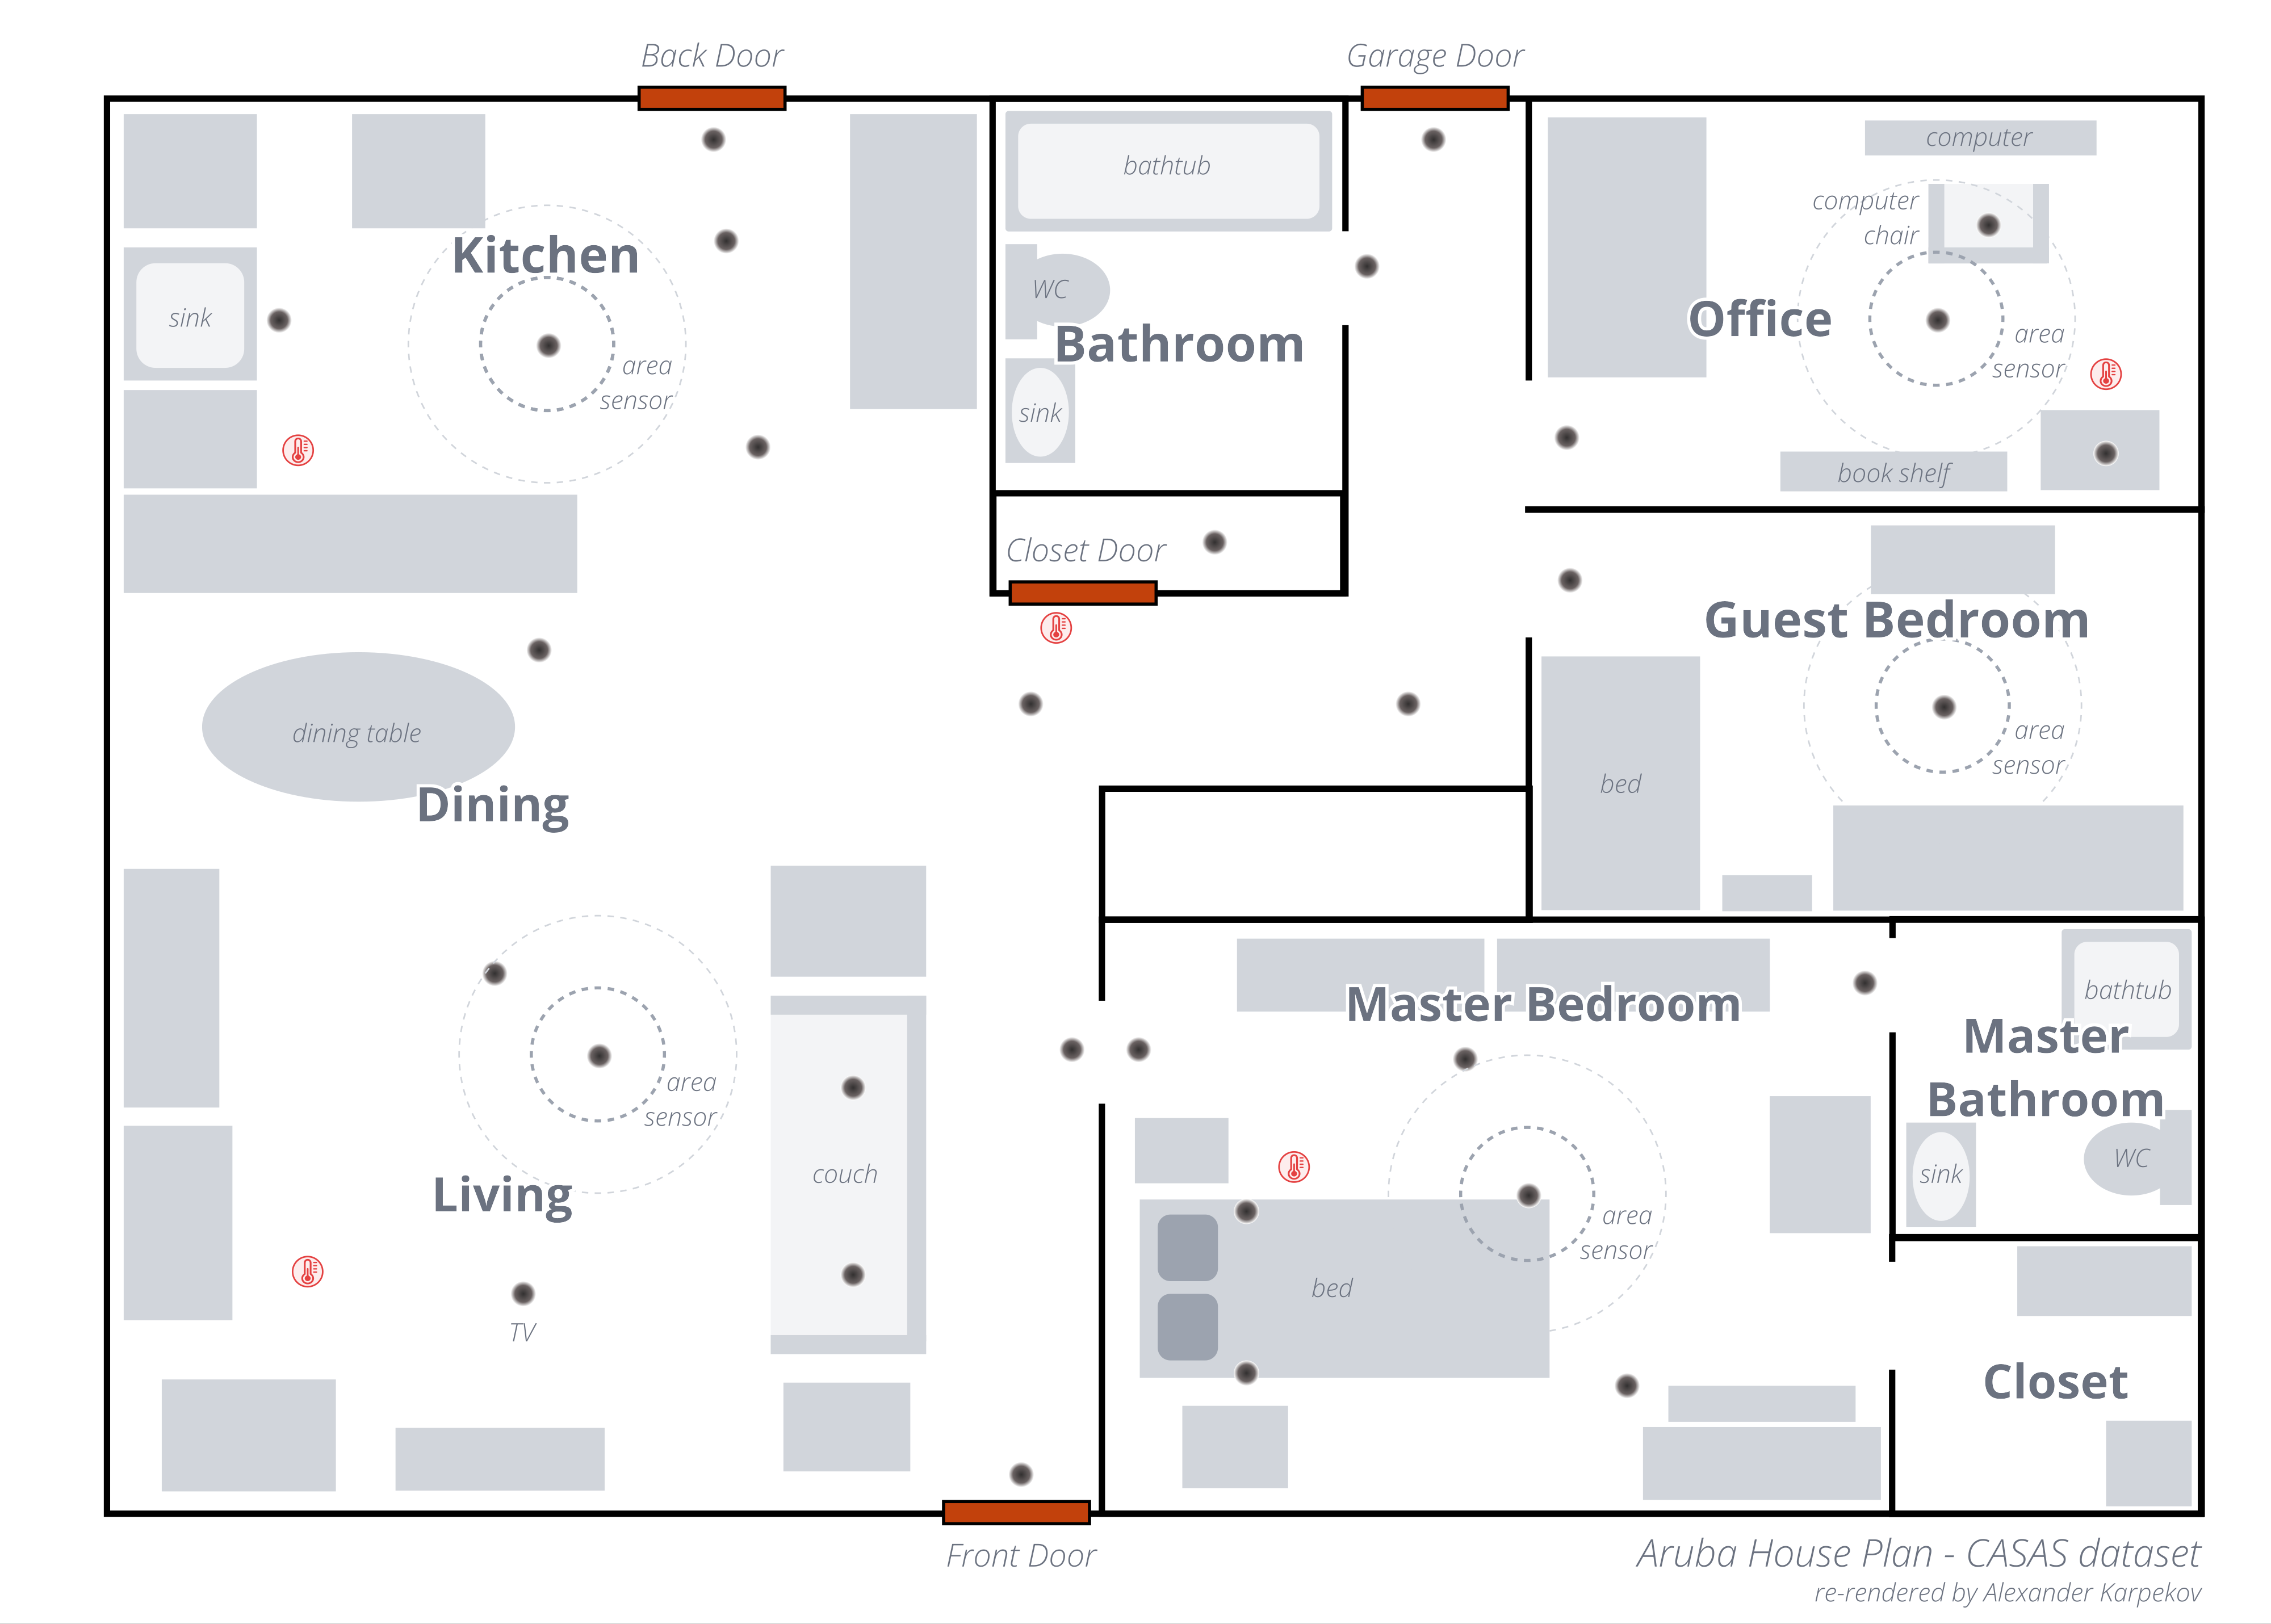 Back Door
Garage Door
bathtub
computer
computer
chair
Kitchen
sink
area
sensor
WC
Bathroom
sink
Office
area
sensor
book shelf
Closet Door
Guest Bedroom
area
sensor
bed
dining table
Dining
area
sensor
couch
Living
TV
Master Bedroom
bathtub
Master
Bathroom
sink
WC
area
sensor
bed
Closet
Front Door
Aruba House Plan - CASAS dataset
re-rendered by Alexander Karpekov